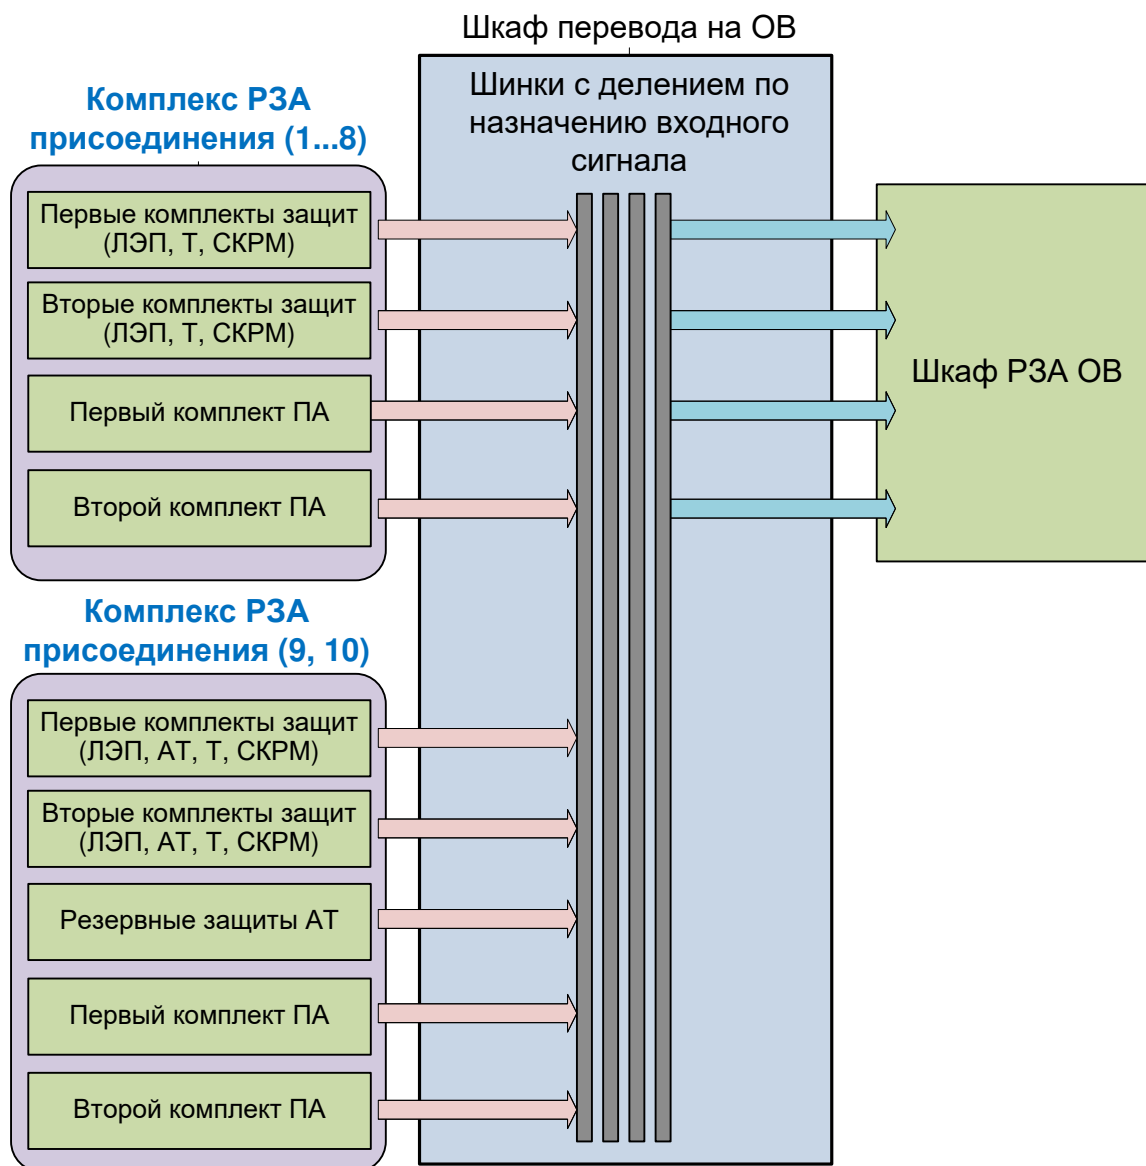 Шкаф перевода на ОВ
Шинки с делением по
назначению входного
сигнала
Комплекс РЗА
присоединения (1...8)
Первые комплекты защит
(ЛЭП, Т, СКРМ)
Вторые комплекты защит
(ЛЭП, Т, СКРМ)
Первый комплект ПА
Второй комплект ПА
Шкаф РЗА ОВ
Комплекс РЗА
присоединения (9, 10)
Первые комплекты защит
(ЛЭП, АТ, Т, СКРМ)
Вторые комплекты защит
(ЛЭП, АТ, Т, СКРМ)
Резервные защиты АТ
Первый комплект ПА
Второй комплект ПА